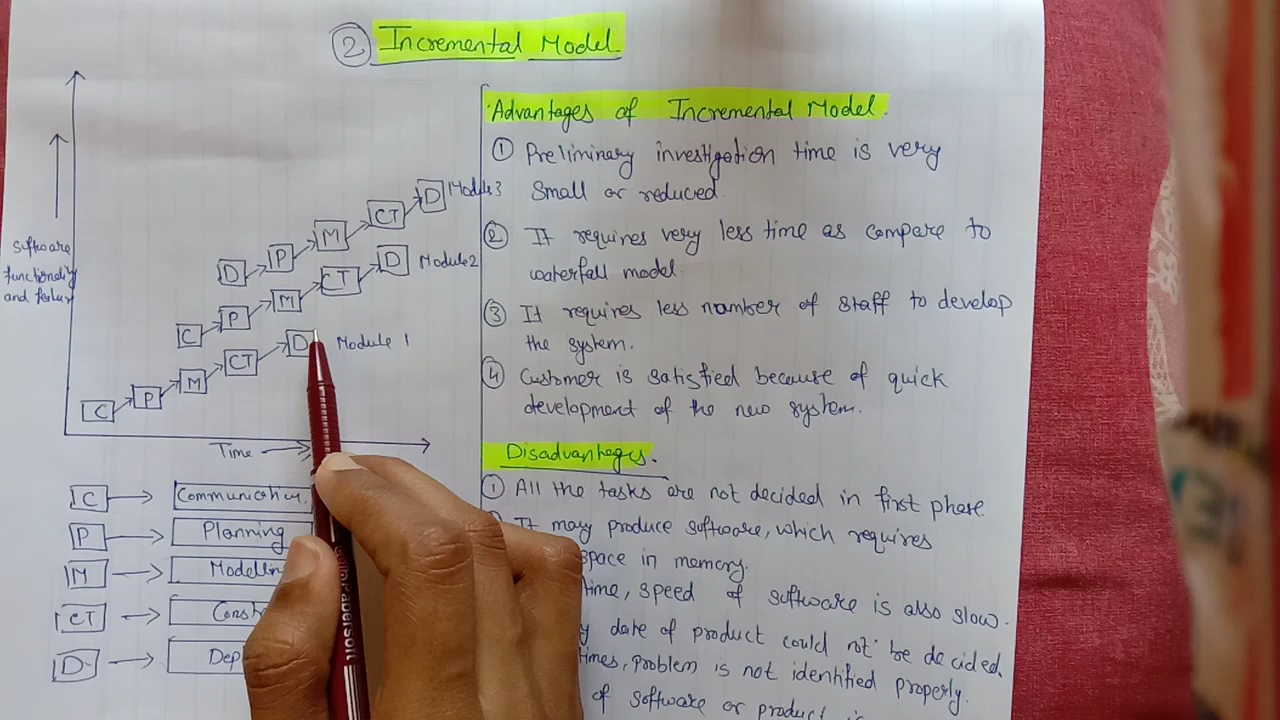 2 Incremental Model
software
functionality
and feature
D P M CT D Module 3
C P M CT D Module 2
C P M CT D Module 1
Time
C Communication.
P Planning
M Modellin
CT Const
D Dep
Advantages of Incremental Model.
1 Preliminary investigation time is very
small or reduced
2 It requires very less time as compare to
waterfall model.
3 It requires less number of staff to develop
the system.
4 Customer is satisfied because of quick
development of the new system.
Disadvantages.
1 All the tasks are not decided in first phase.
It may produce software, which requires
space in memory.
time, speed of software is also slow.
date of product could not be decided.
times, problem is not identified properly.
of software or product is